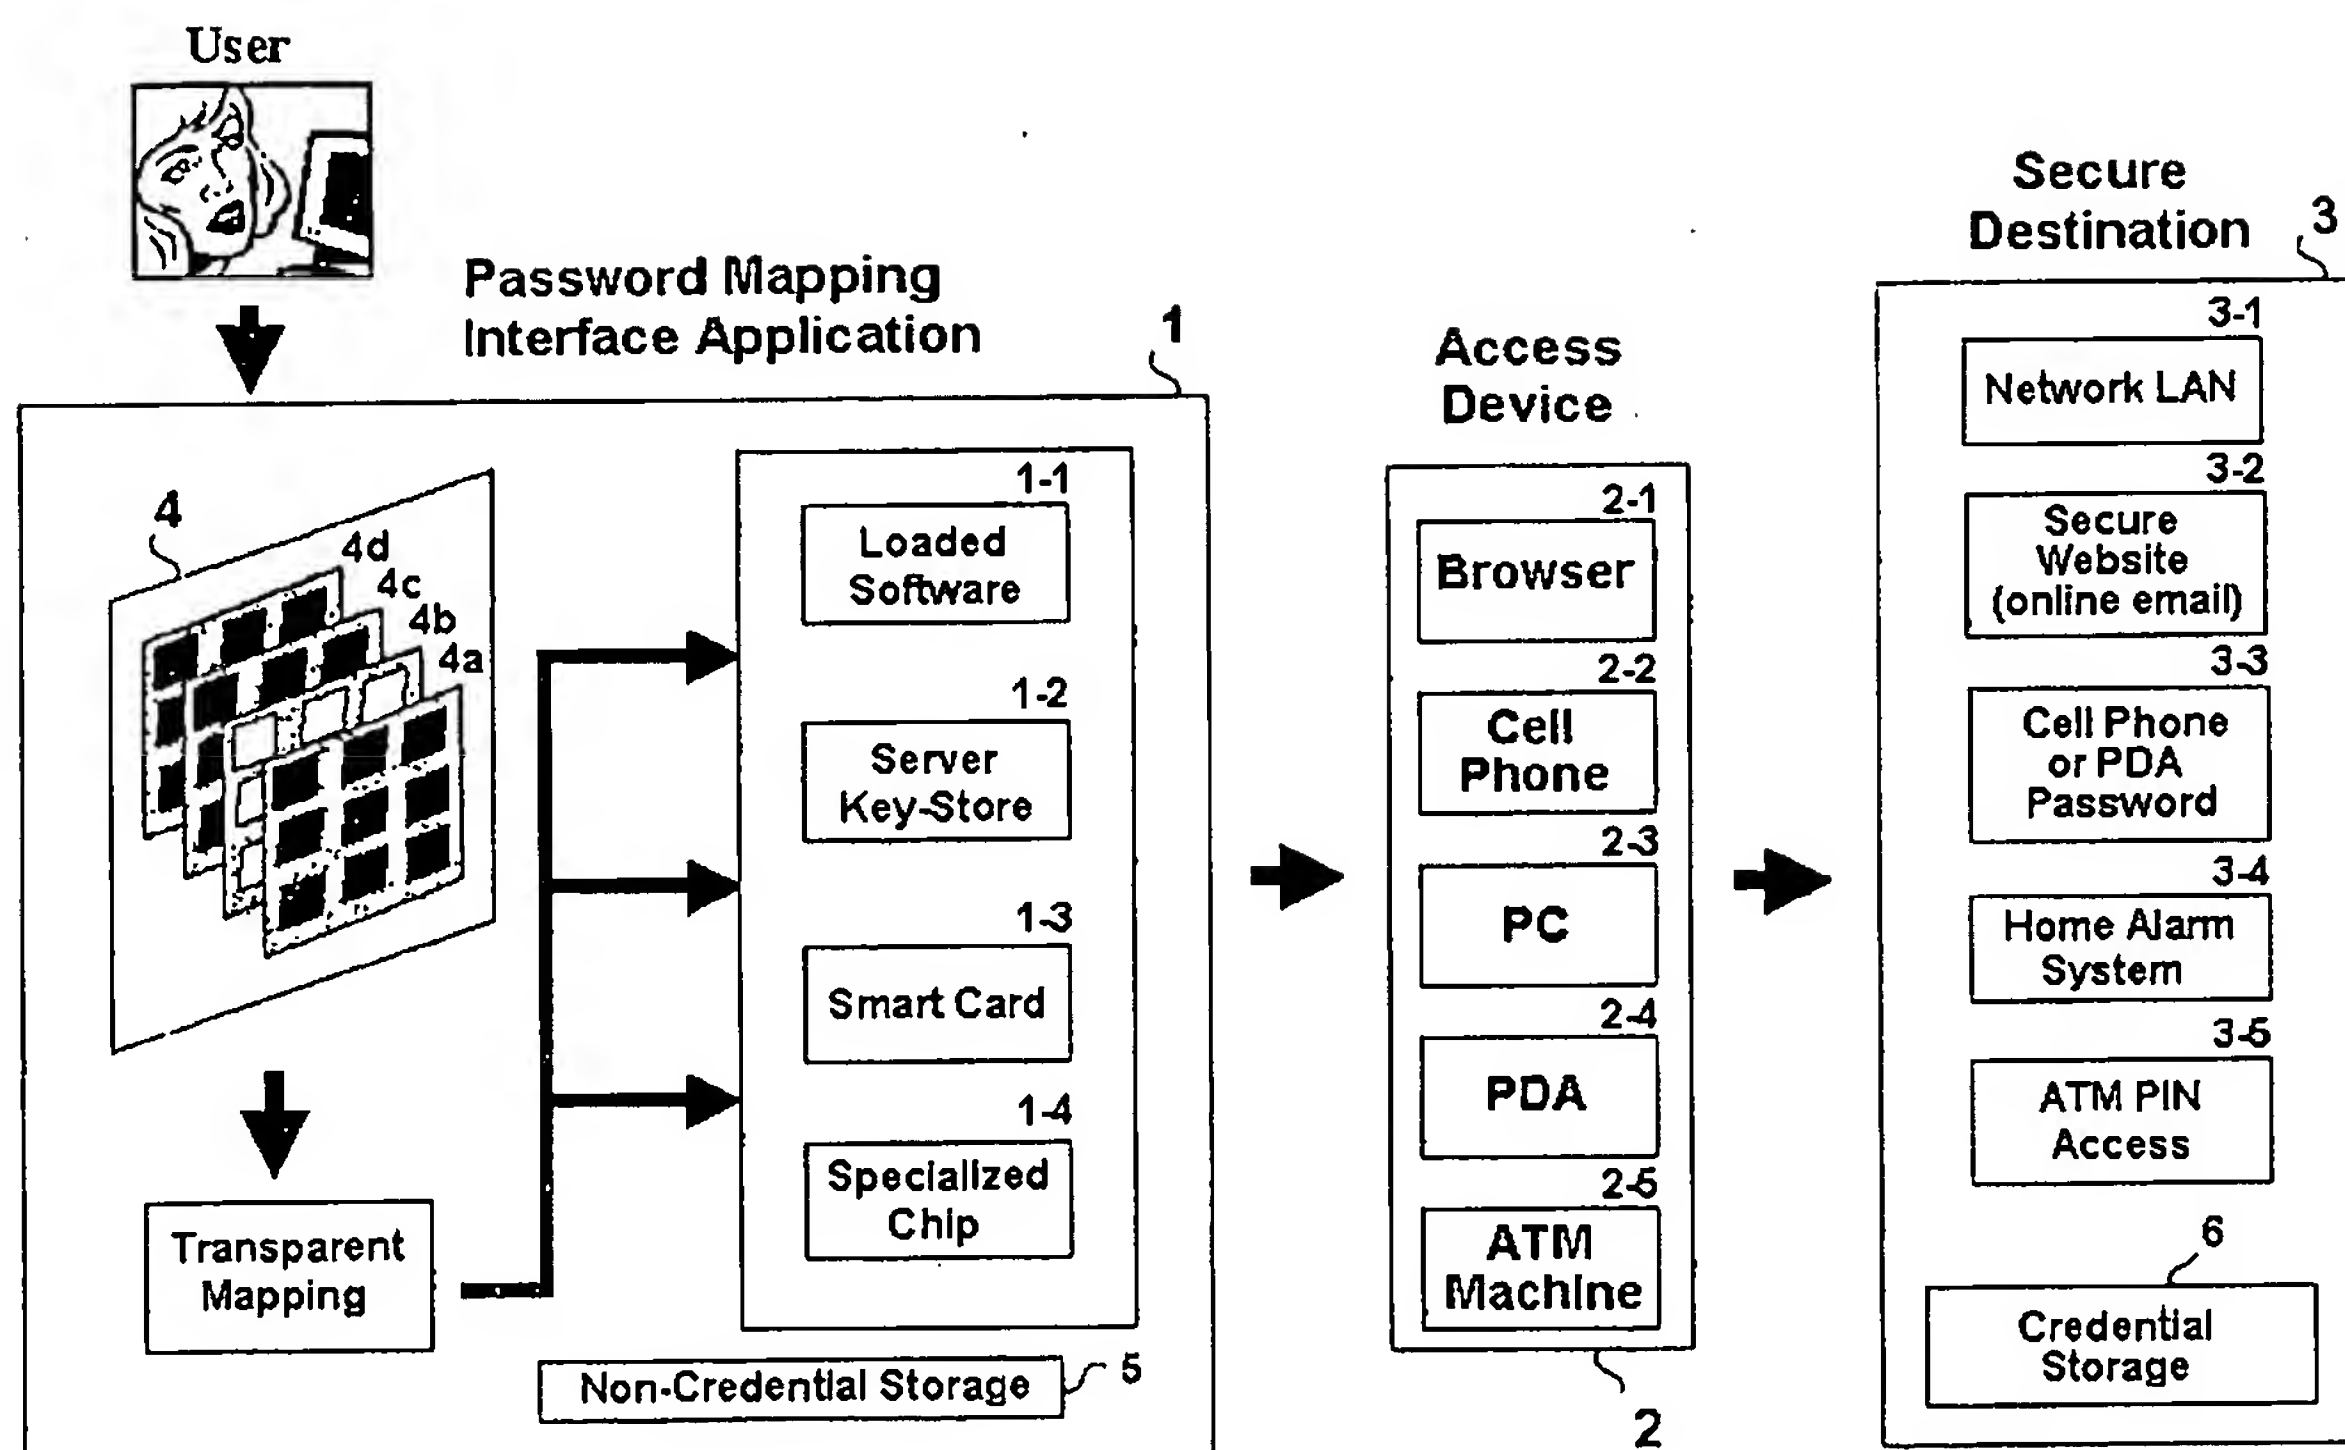 User
Password Mapping
Interface Application
1
4
4d
4c
4b
4a
Transparent
Mapping
1-1
Loaded
Software
1-2
Server
Key-Store
1-3
Smart Card
1-4
Specialized
Chip
Non-Credential Storage
5
Access
Device
2-1
Browser
2-2
Cell
Phone
2-3
PC
2-4
PDA
2-5
ATM
Machine
2
Secure
Destination
3
3-1
Network LAN
3-2
Secure
Website
(online email)
3-3
Cell Phone
or PDA
Password
3-4
Home Alarm
System
3-5
ATM PIN
Access
6
Credential
Storage